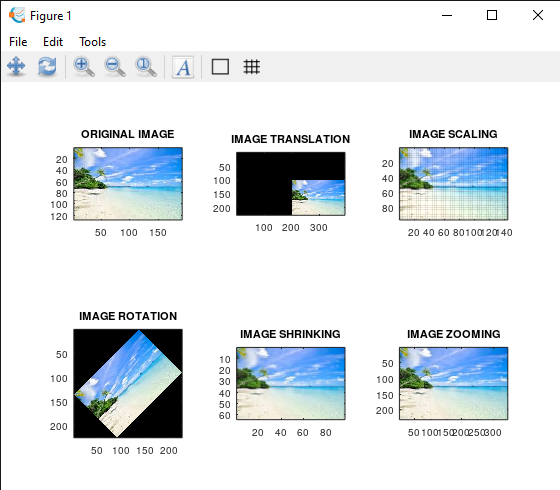 Figure 1
File Edit Tools
A
ORIGINAL IMAGE
20
40
60
80
100
120
50 100 150
IMAGE TRANSLATION
50
100
150
200
100 200 300
IMAGE SCALING
20
40
60
80
20 40 60 80100120140
IMAGE ROTATION
50
100
150
200
50 100 150 200
IMAGE SHRINKING
10
20
30
40
50
60
20 40 60 80
IMAGE ZOOMING
50
100
150
200
50100150200250300